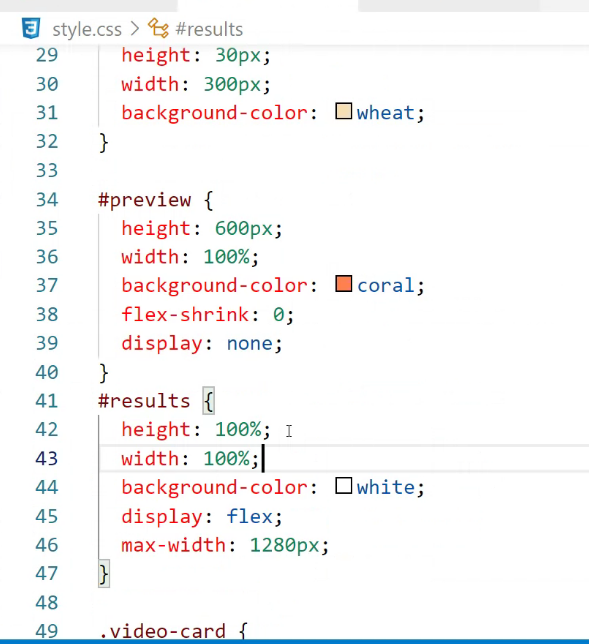 style.css > #results
29 height: 30px;
30 width: 300px;
31 background-color: wheat;
32 }
33
34 #preview {
35 height: 600px;
36 width: 100%;
37 background-color: coral;
38 flex-shrink: 0;
39 display: none;
40 }
41 #results {
42 height: 100%;
43 width: 100%;
44 background-color: white;
45 display: flex;
46 max-width: 1280px;
47 }
48
49 .video-card {